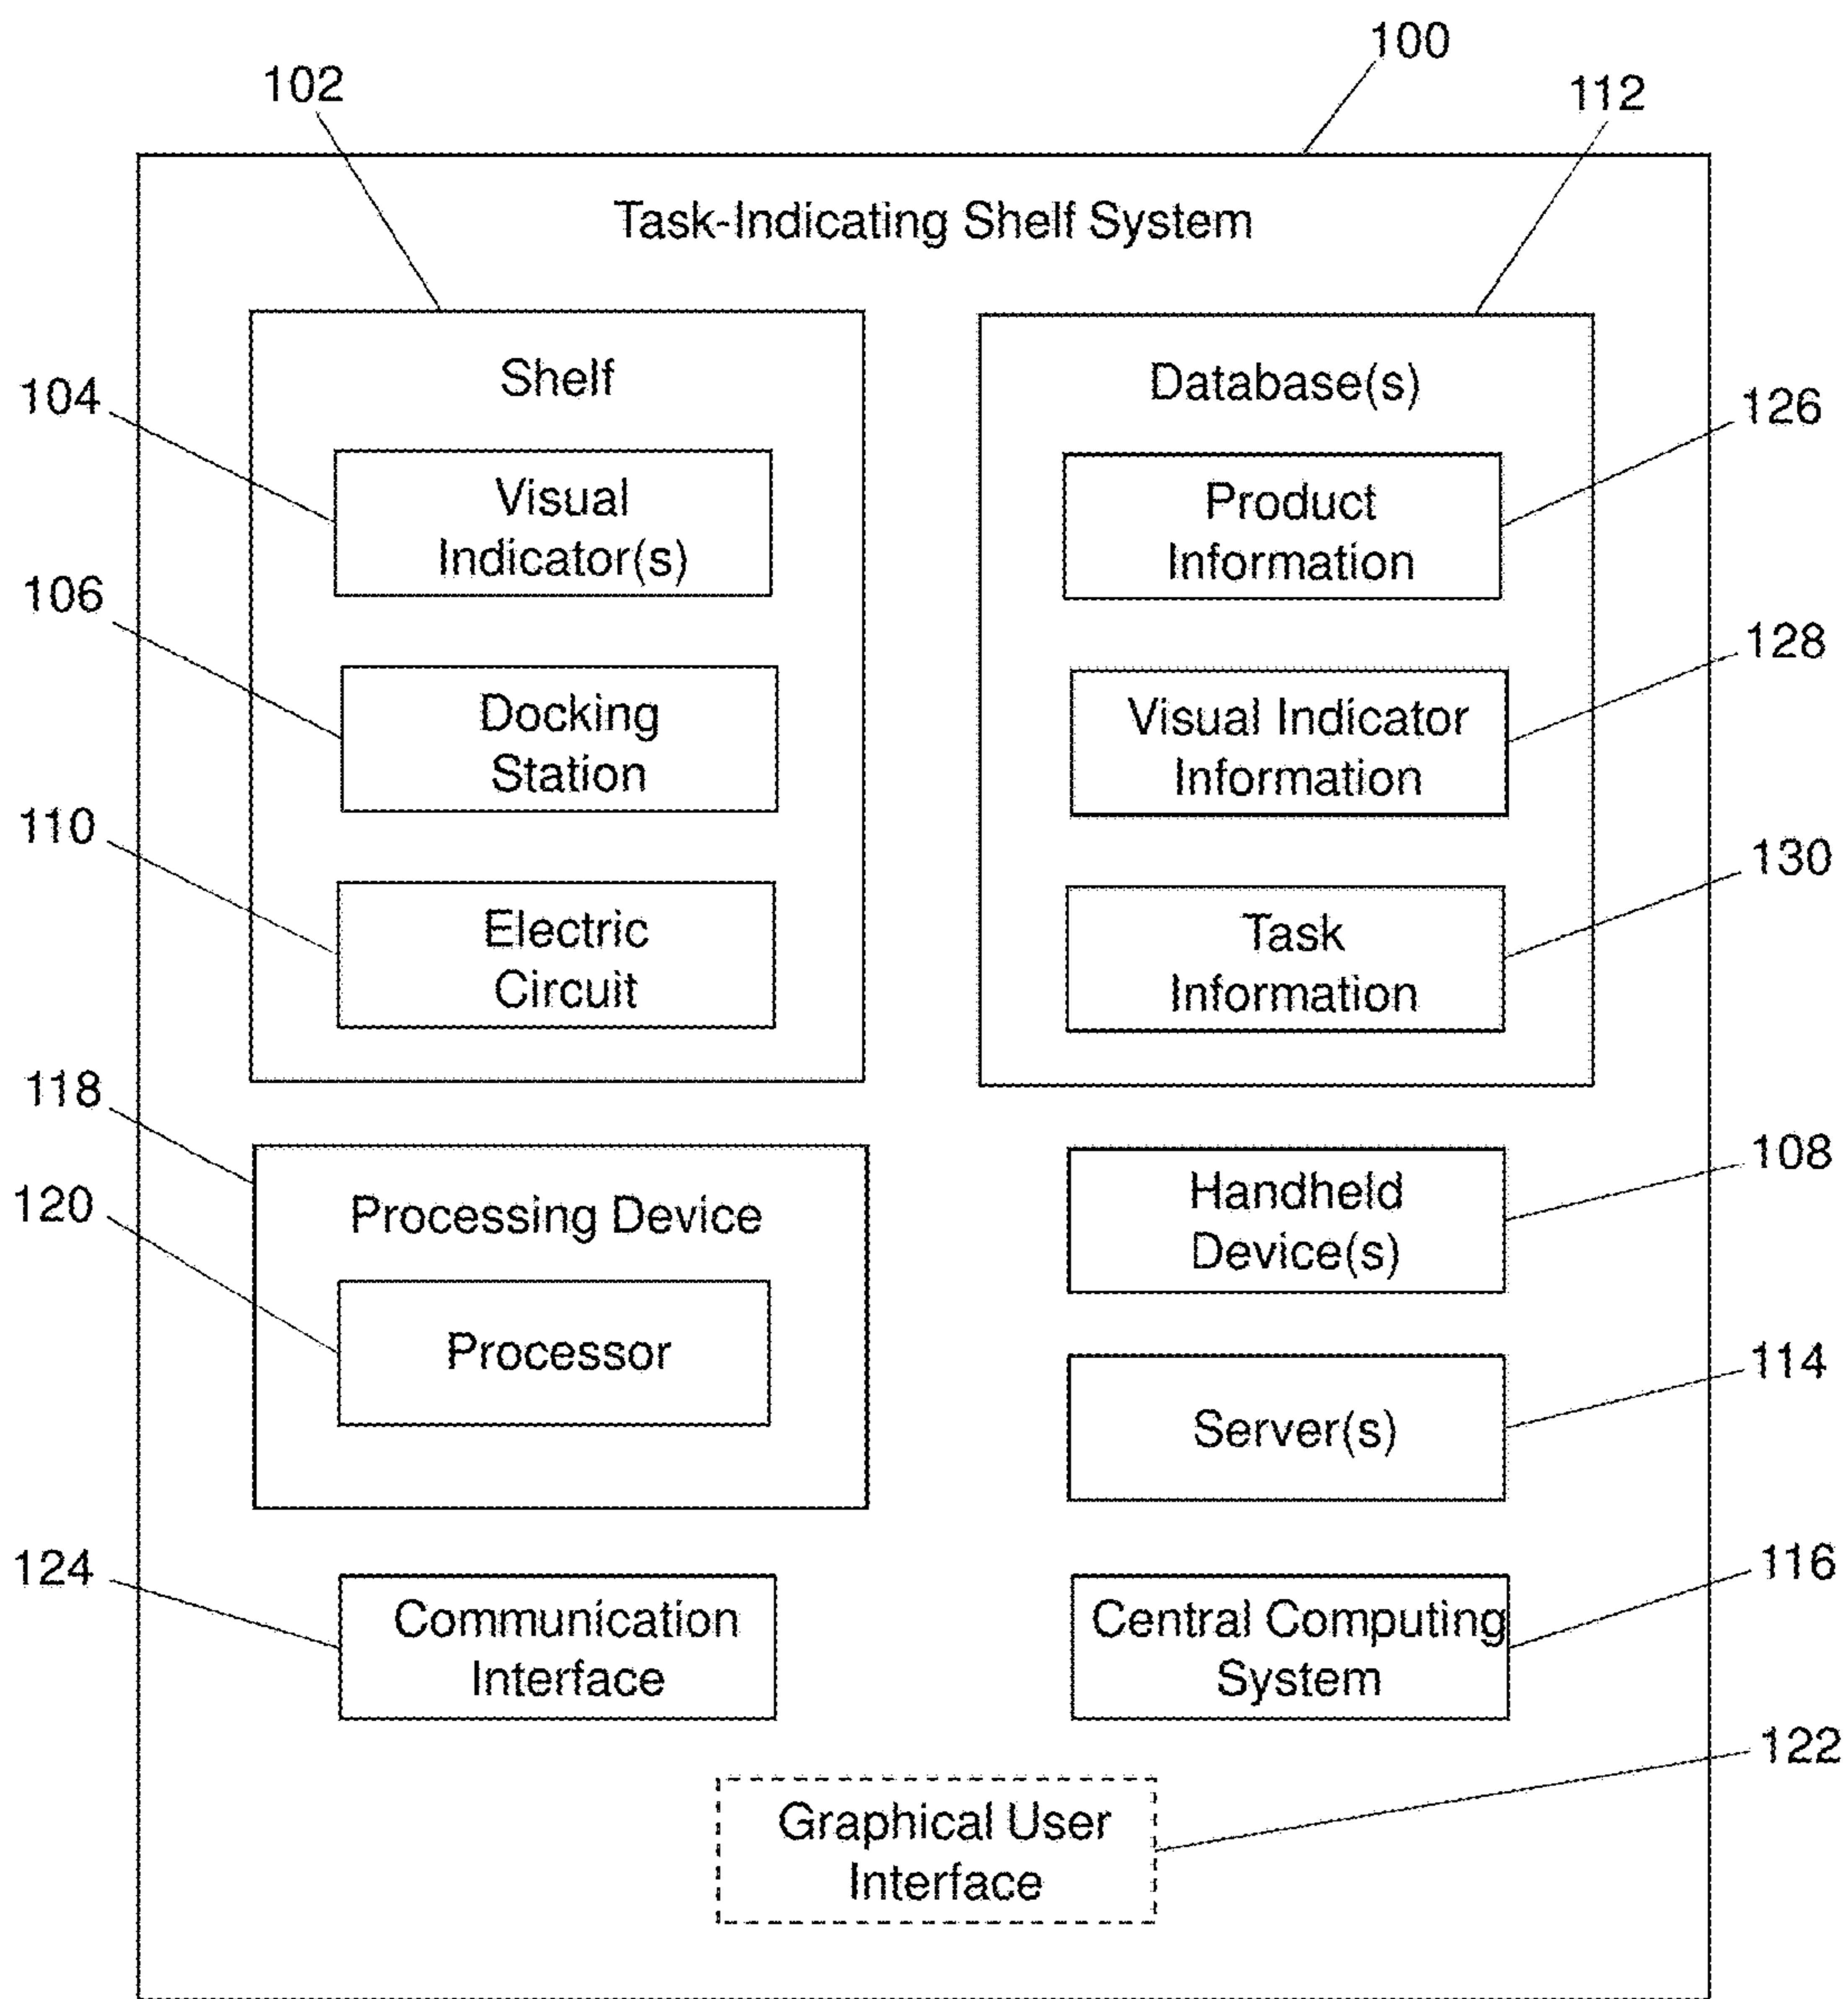 100
102
112
Task-Indicating Shelf System
Shelf
Database(s)
104
126
Visual
Indicator(s)
Product
Information
106
128
Docking
Station
Visual Indicator
Information
110
130
Electric
Circuit
Task
Information
118
108
Processing Device
Handheld
Device(s)
120
Processor
114
Server(s)
124
116
Communication
Interface
Central Computing
System
122
Graphical User
Interface